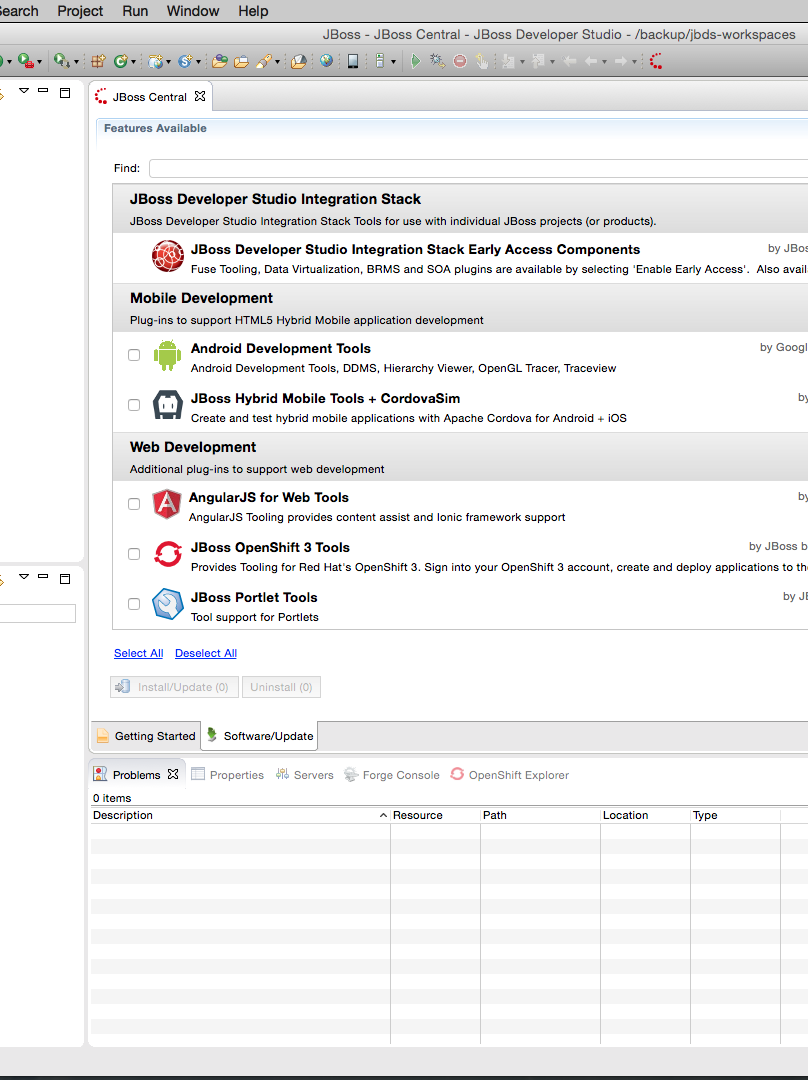 Search Project Run Window Help
JBoss - JBoss Central - JBoss Developer Studio - /backup/jbds-workspaces
JBoss Central
Features Available
Find:
JBoss Developer Studio Integration Stack
JBoss Developer Studio Integration Stack Tools for use with individual JBoss projects (or products).
JBoss Developer Studio Integration Stack Early Access Components by JBos
Fuse Tooling, Data Virtualization, BRMS and SOA plugins are available by selecting 'Enable Early Access'. Also avail
Mobile Development
Plug-ins to support HTML5 Hybrid Mobile application development
Android Development Tools by Googl
Android Development Tools, DDMS, Hierarchy Viewer, OpenGL Tracer, Traceview
JBoss Hybrid Mobile Tools + CordovaSim by
Create and test hybrid mobile applications with Apache Cordova for Android + iOS
Web Development
Additional plug-ins to support web development
AngularJS for Web Tools by
AngularJS Tooling provides content assist and Ionic framework support
JBoss OpenShift 3 Tools by JBoss b
Provides Tooling for Red Hat's OpenShift 3. Sign into your OpenShift 3 account, create and deploy applications to the
JBoss Portlet Tools by JB
Tool support for Portlets
Select All Deselect All
Install/Update (0) Uninstall (0)
Getting Started Software/Update
Problems Properties Servers Forge Console OpenShift Explorer
0 items
Description Resource Path Location Type